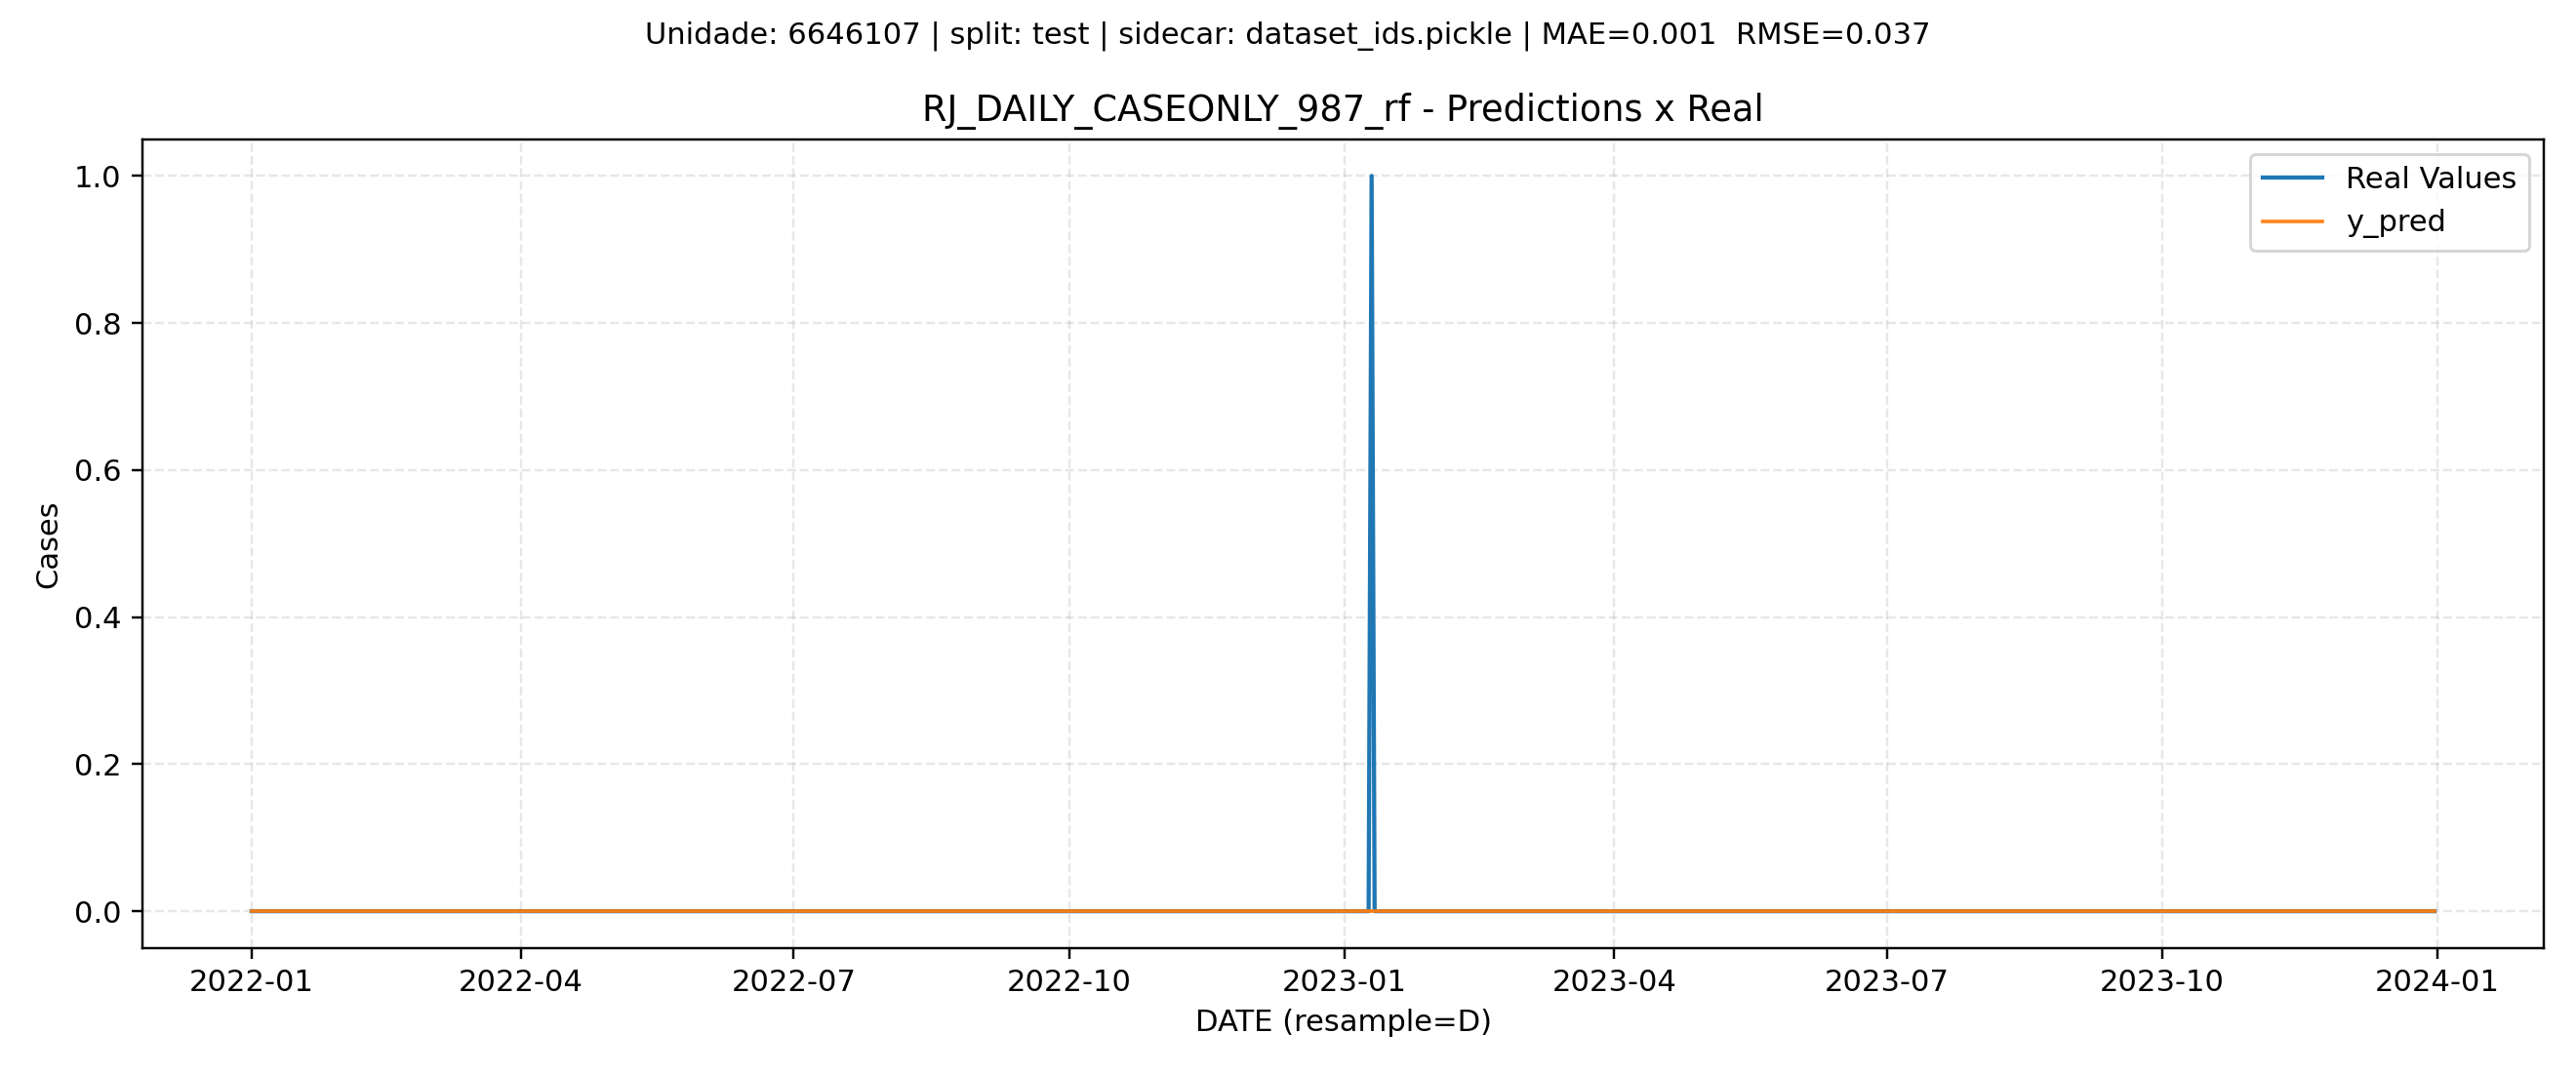 Unidade: 6646107 | split: test | sidecar: dataset_ids.pickle | MAE=0.001  RMSE=0.037
RJ_DAILY_CASEONLY_987_rf - Predictions x Real
Real Values
y_pred
1.0
0.8
0.6
0.4
0.2
0.0
Cases
2022-01 2022-04 2022-07 2022-10 2023-01 2023-04 2023-07 2023-10 2024-01
DATE (resample=D)